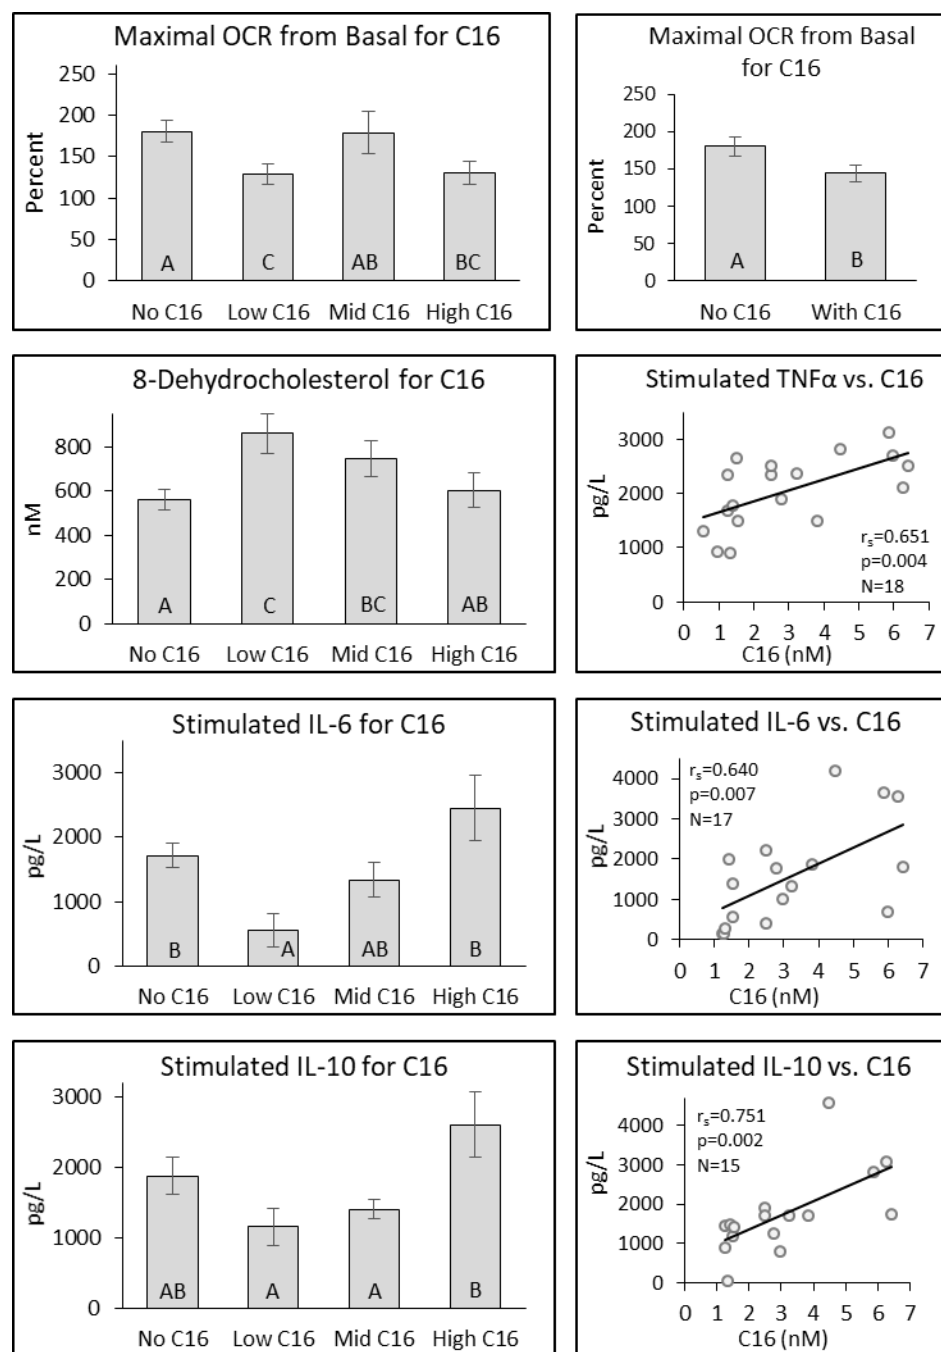 Maximal OCR from Basal for C16
250
200
150
100
50
0
Percent
A
C
AB
BC
No C16
Low C16
Mid C16
High C16
Maximal OCR from Basal
for C16
250
200
150
100
50
0
Percent
A
B
No C16
With C16
8-Dehydrocholesterol for C16
800
600
400
200
0
nM
A
C
BC
AB
No C16
Low C16
Mid C16
High C16
Stimulated TNFα vs. C16
3000
2000
1000
0
pg/L
rₛ=0.651
p=0.004
N=18
0 1 2 3 4 5 6 7
C16 (nM)
Stimulated IL-6 for C16
3000
2000
1000
0
pg/L
B
A
AB
B
No C16
Low C16
Mid C16
High C16
Stimulated IL-6 vs. C16
rₛ=0.640
p=0.007
N=17
4000
3000
2000
1000
0
pg/L
0 1 2 3 4 5 6 7
C16 (nM)
Stimulated IL-10 for C16
3000
2000
1000
0
pg/L
AB
A
A
B
No C16
Low C16
Mid C16
High C16
Stimulated IL-10 vs. C16
rₛ=0.751
p=0.002
N=15
4000
3000
2000
1000
0
pg/L
0 1 2 3 4 5 6 7
C16 (nM)